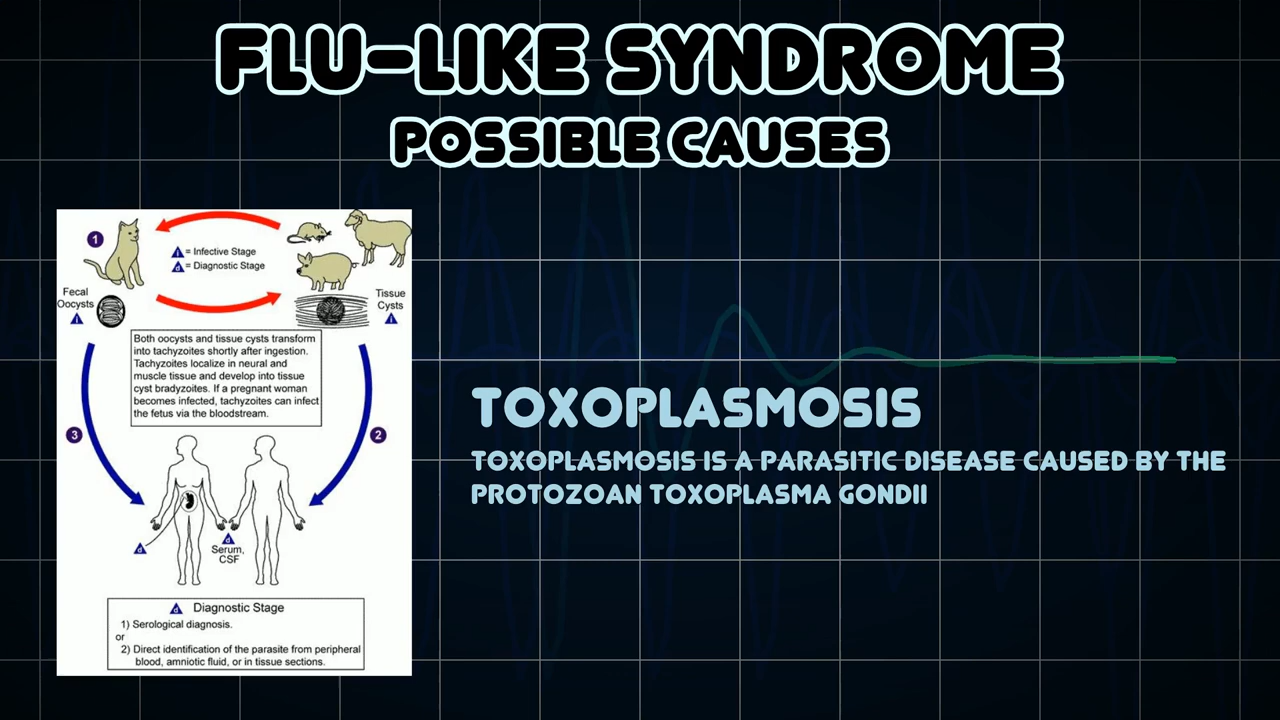 FLU-LIKE SYNDROME
POSSIBLE CAUSES
1
i = Infective Stage
d = Diagnostic Stage
Fecal
Oocysts
i
Tissue
Cysts
i
Both oocysts and tissue cysts transform
into tachyzoites shortly after ingestion.
Tachyzoites localize in neural and
muscle tissue and develop into tissue
cyst bradyzoites. If a pregnant woman
becomes infected, tachyzoites can infect
the fetus via the bloodstream.
3
2
d
d
Serum,
CSF
d Diagnostic Stage
1) Serological diagnosis.
or
2) Direct identification of the parasite from peripheral
blood, amniotic fluid, or in tissue sections.
TOXOPLASMOSIS
TOXOPLASMOSIS IS A PARASITIC DISEASE CAUSED BY THE
PROTOZOAN TOXOPLASMA GONDII